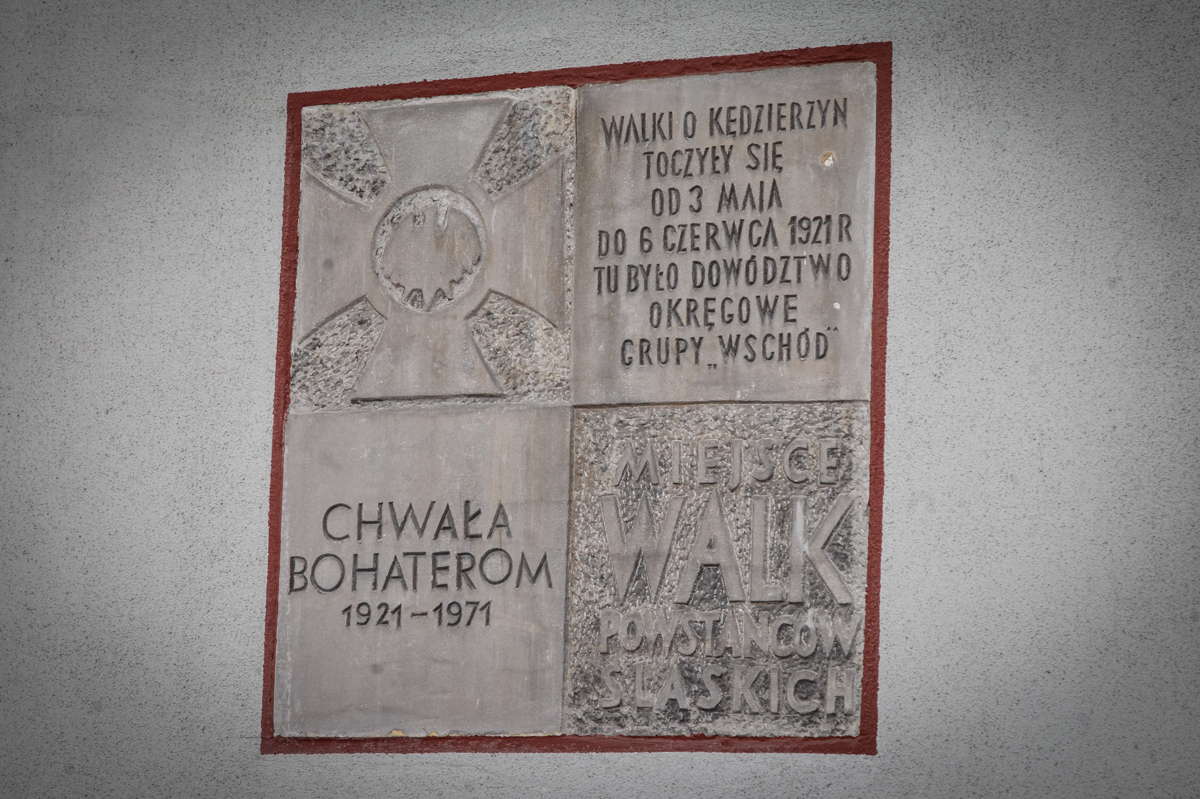 WALKI O KĘDZIERZYN
TOCZYŁY SIĘ
OD 3 MAJA
DO 6 CZERWCA 1921 R
TU BYŁO DOWÓDZTWO
OKRĘGOWE
GRUPY „WSCHÓD"
CHWAŁA
BOHATEROM
1921-1971
MIEJSCE
WALK
POWSTAŃCÓW
ŚLĄSKICH